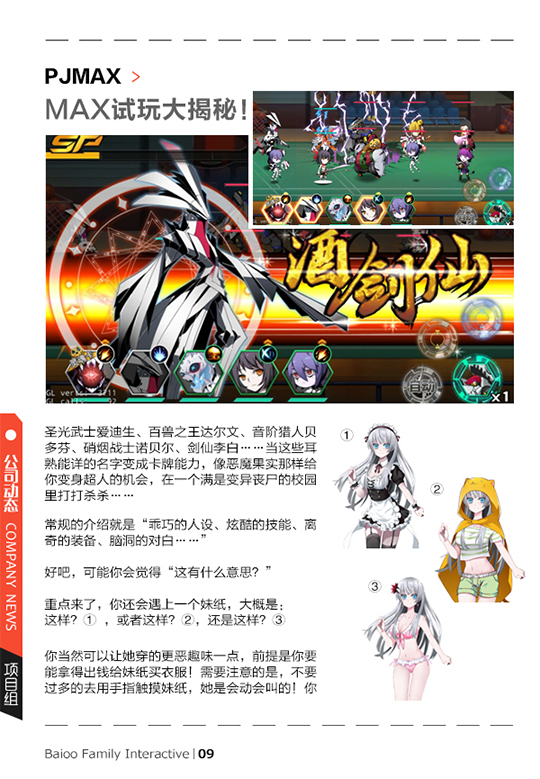 PJMAX >
MAX试玩大揭秘！
SP
酒剑仙
自动
x1
圣光武士爱迪生、百兽之王达尔文、音阶猎人贝
多芬、硝烟战士诺贝尔、剑仙李白……当这些耳
熟能详的名字变成卡牌能力，像恶魔果实那样给
你变身超人的机会，在一个满是变异丧尸的校园
里打打杀杀……
常规的介绍就是“乖巧的人设、炫酷的技能、离
奇的装备、脑洞的对白……”
好吧，可能你会觉得“这有什么意思？”
重点来了，你还会遇上一个妹纸，大概是：
这样？①，或者这样？②，还是这样？③
你当然可以让她穿的更恶趣味一点，前提是你要
能拿得出钱给妹纸买衣服！需要注意的是，不要
过多的去用手指触摸妹纸，她是会动会叫的！你
①
②
③
公司动态 COMPANY NEWS
项目组
Baioo Family Interactive | 09